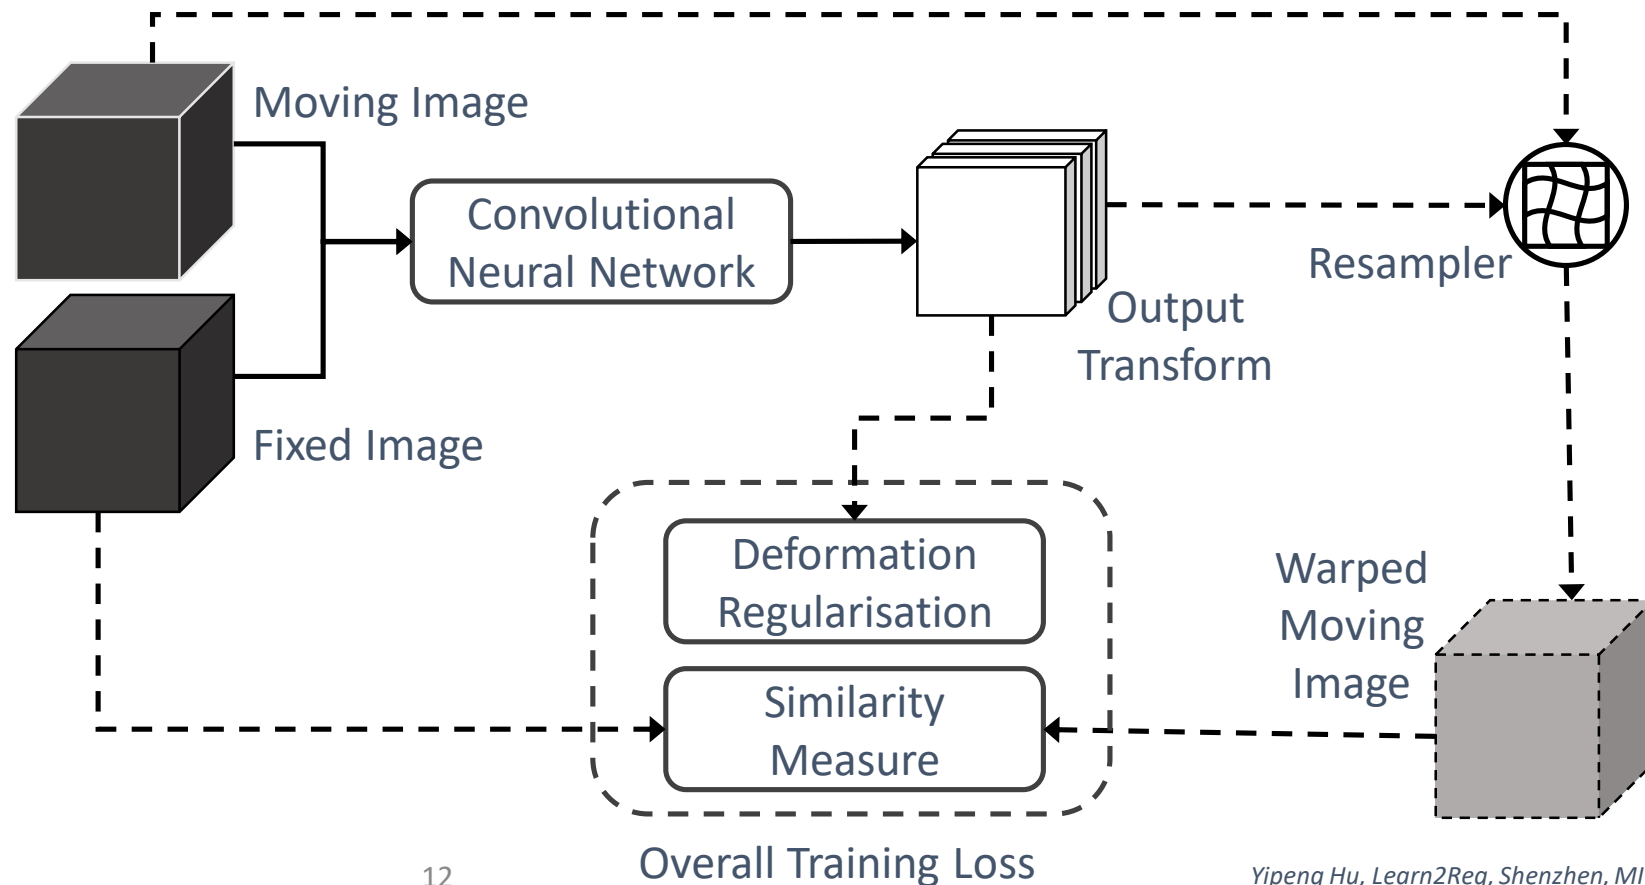 Moving Image
Convolutional
Neural Network
Resampler
Output
Transform
Fixed Image
Deformation
Regularisation
Warped
Moving
Image
Similarity
Measure
Overall Training Loss
12
Yipeng Hu, Learn2Reg, Shenzhen, MI